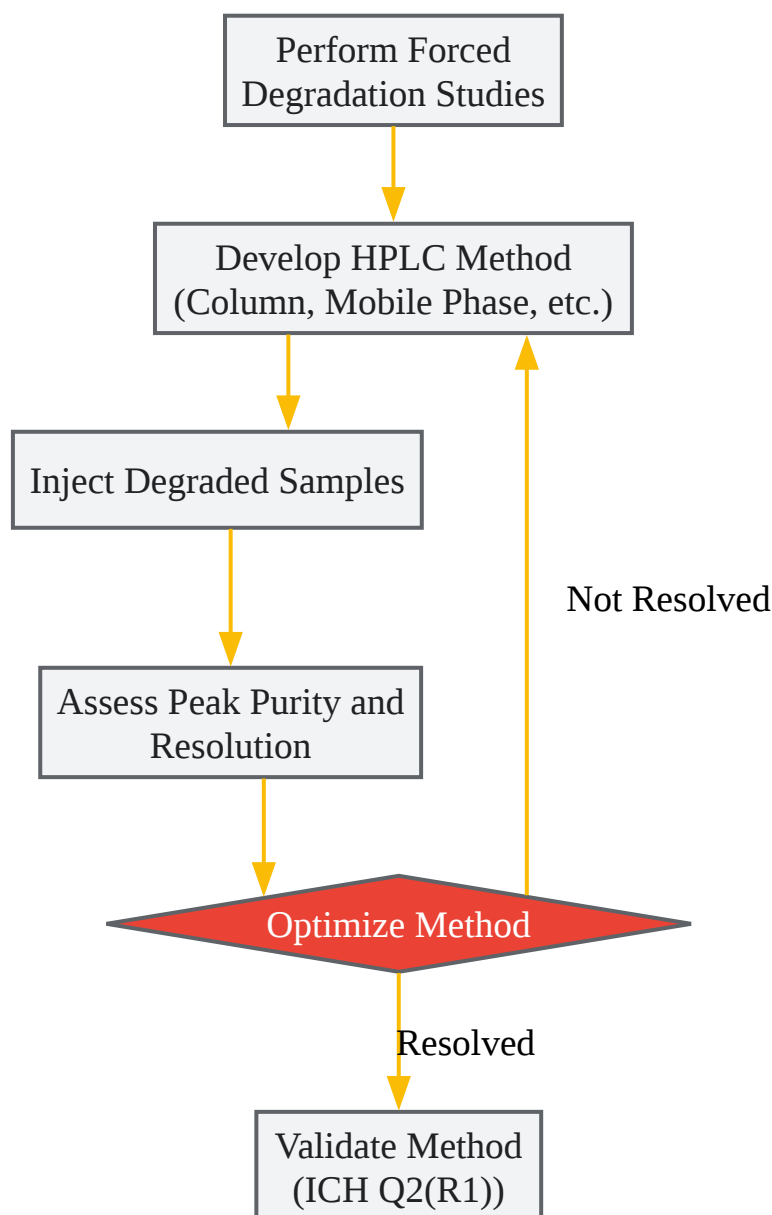 Perform Forced
Degradation Studies
Develop HPLC Method
(Column, Mobile Phase, etc.)
Inject Degraded Samples
Not Resolved
Assess Peak Purity and
Resolution
Optimize Method
Resolved
Validate Method
(ICH Q2(R1))